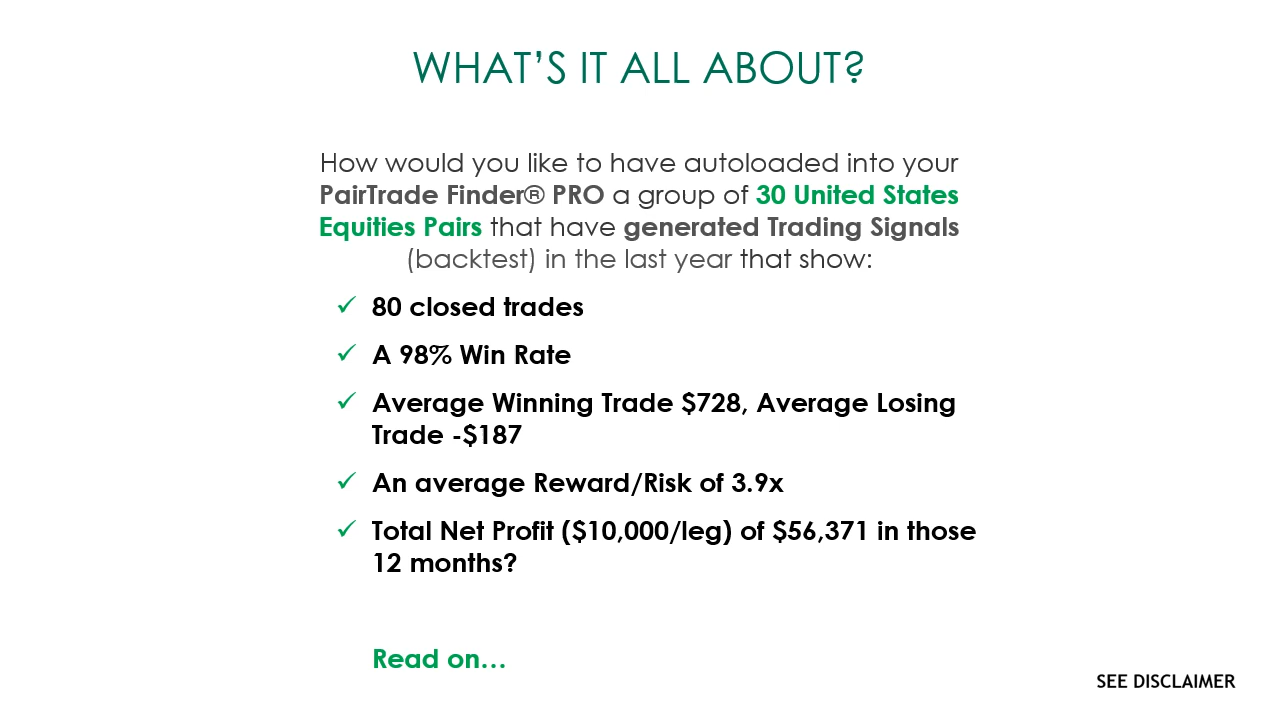 WHAT’S IT ALL ABOUT?
How would you like to have autoloaded into your
PairTrade Finder® PRO a group of 30 United States
Equities Pairs that have generated Trading Signals
(backtest) in the last year that show:
✓ 80 closed trades
✓ A 98% Win Rate
✓ Average Winning Trade $728, Average Losing
Trade -$187
✓ An average Reward/Risk of 3.9x
✓ Total Net Profit ($10,000/leg) of $56,371 in those
12 months?
Read on…
SEE DISCLAIMER